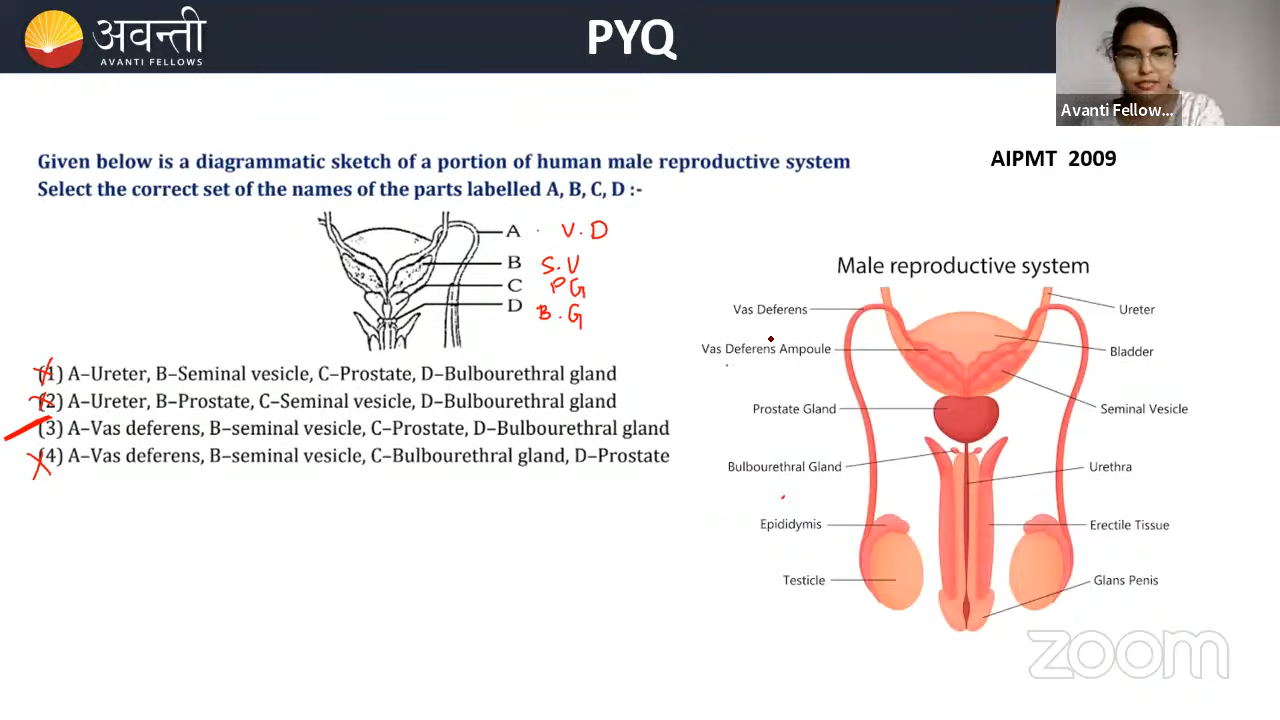 अवन्ती
AVANTI FELLOWS
PYQ
Avanti Fellow...
Given below is a diagrammatic sketch of a portion of human male reproductive system
Select the correct set of the names of the parts labelled A, B, C, D :-
AIPMT 2009
A V.D
B S.V
C PG
D B.G
(1) A–Ureter, B–Seminal vesicle, C–Prostate, D–Bulbourethral gland
(2) A–Ureter, B–Prostate, C–Seminal vesicle, D–Bulbourethral gland
(3) A–Vas deferens, B–seminal vesicle, C–Prostate, D–Bulbourethral gland
(4) A–Vas deferens, B–seminal vesicle, C–Bulbourethral gland, D–Prostate
Male reproductive system
Vas Deferens
Ureter
Vas Deferens Ampoule
Bladder
Prostate Gland
Seminal Vesicle
Bulbourethral Gland
Urethra
Epididymis
Erectile Tissue
Testicle
Glans Penis
zoom